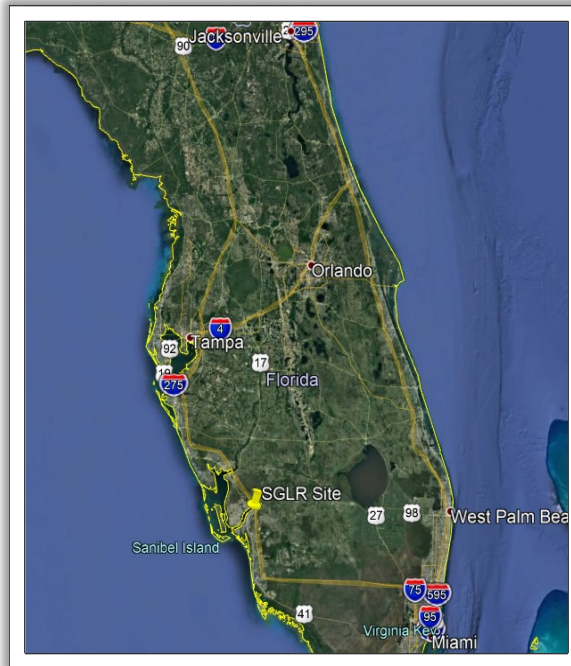 Jacksonville
295
90
Orlando
4
Tampa
92
19
17
275
Florida
SGLR Site
27
98
West Palm Bea
Sanibel Island
75
595
41
95
Virginia Key
Miami